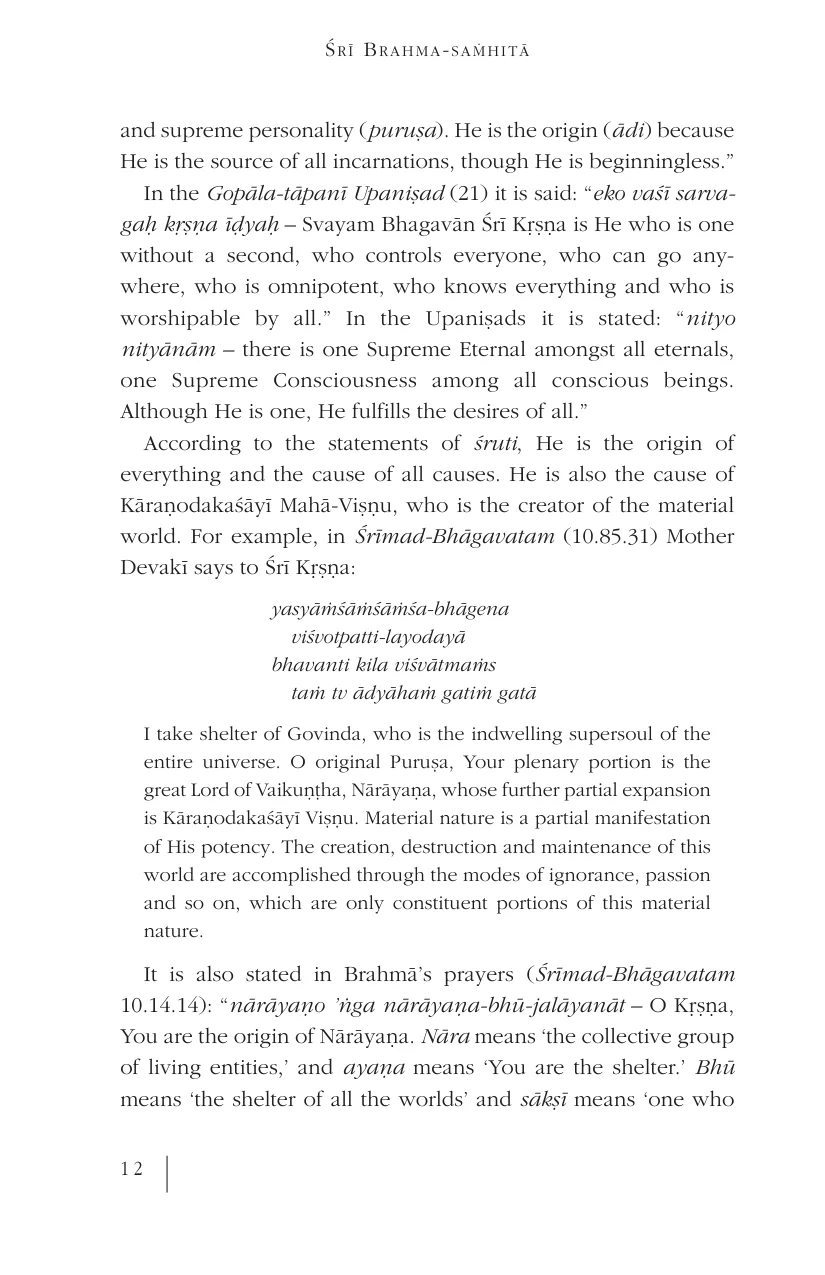 Śrī Brahma-saṁhitā
and supreme personality (puruṣa). He is the origin (ādi) because
He is the source of all incarnations, though He is beginningless.”
In the Gopāla-tāpanī Upaniṣad (21) it is said: “eko vaśī sarva-
gaḥ kṛṣṇa īḍyaḥ – Svayam Bhagavān Śrī Kṛṣṇa is He who is one
without a second, who controls everyone, who can go any-
where, who is omnipotent, who knows everything and who is
worshipable by all.” In the Upaniṣads it is stated: “nityo
nityānām – there is one Supreme Eternal amongst all eternals,
one Supreme Consciousness among all conscious beings.
Although He is one, He fulfills the desires of all.”
According to the statements of śruti, He is the origin of
everything and the cause of all causes. He is also the cause of
Kāraṇodakaśāyī Mahā-Viṣṇu, who is the creator of the material
world. For example, in Śrīmad-Bhāgavatam (10.85.31) Mother
Devakī says to Śrī Kṛṣṇa:
yasyāṁśāṁśāṁśa-bhāgena
viśvotpatti-layodayā
bhavanti kila viśvātmaṁs
taṁ tv ādyāhaṁ gatiṁ gatā
I take shelter of Govinda, who is the indwelling supersoul of the
entire universe. O original Puruṣa, Your plenary portion is the
great Lord of Vaikuṇṭha, Nārāyaṇa, whose further partial expansion
is Kāraṇodakaśāyī Viṣṇu. Material nature is a partial manifestation
of His potency. The creation, destruction and maintenance of this
world are accomplished through the modes of ignorance, passion
and so on, which are only constituent portions of this material
nature.
It is also stated in Brahmā’s prayers (Śrīmad-Bhāgavatam
10.14.14): “nārāyaṇo ’ṅga nārāyaṇa-bhū-jalāyanāt – O Kṛṣṇa,
You are the origin of Nārāyaṇa. Nāra means ‘the collective group
of living entities,’ and ayaṇa means ‘You are the shelter.’ Bhū
means ‘the shelter of all the worlds’ and sākṣī means ‘one who
12